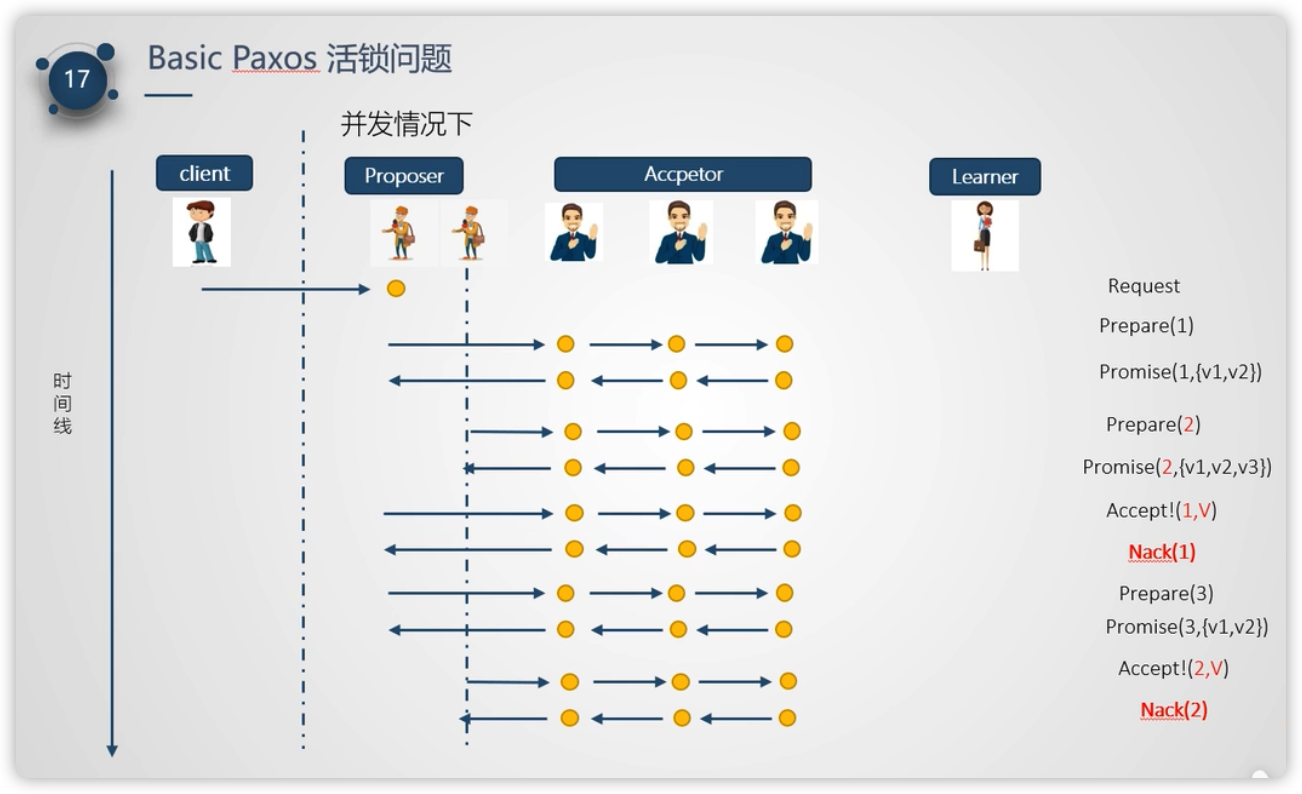 17
Basic Paxos 活锁问题
并发情况下
client
Proposer
Accpetor
Learner
时
间
线
Request
Prepare(1)
Promise(1,{v1,v2})
Prepare(2)
Promise(2,{v1,v2,v3})
Accept!(1,V)
Nack(1)
Prepare(3)
Promise(3,{v1,v2})
Accept!(2,V)
Nack(2)